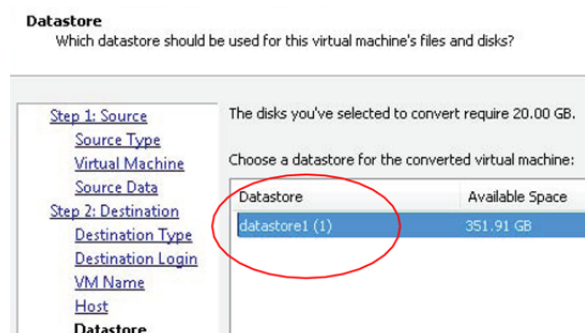 Datastore
Which datastore should be used for this virtual machine's files and disks?
Step 1: Source
Source Type
Virtual Machine
Source Data
Step 2: Destination
Destination Type
Destination Login
VM Name
Host
Datastore
The disks you've selected to convert require 20.00 GB.
Choose a datastore for the converted virtual machine:
Datastore Available Space
datastore1 (1) 351.91 GB